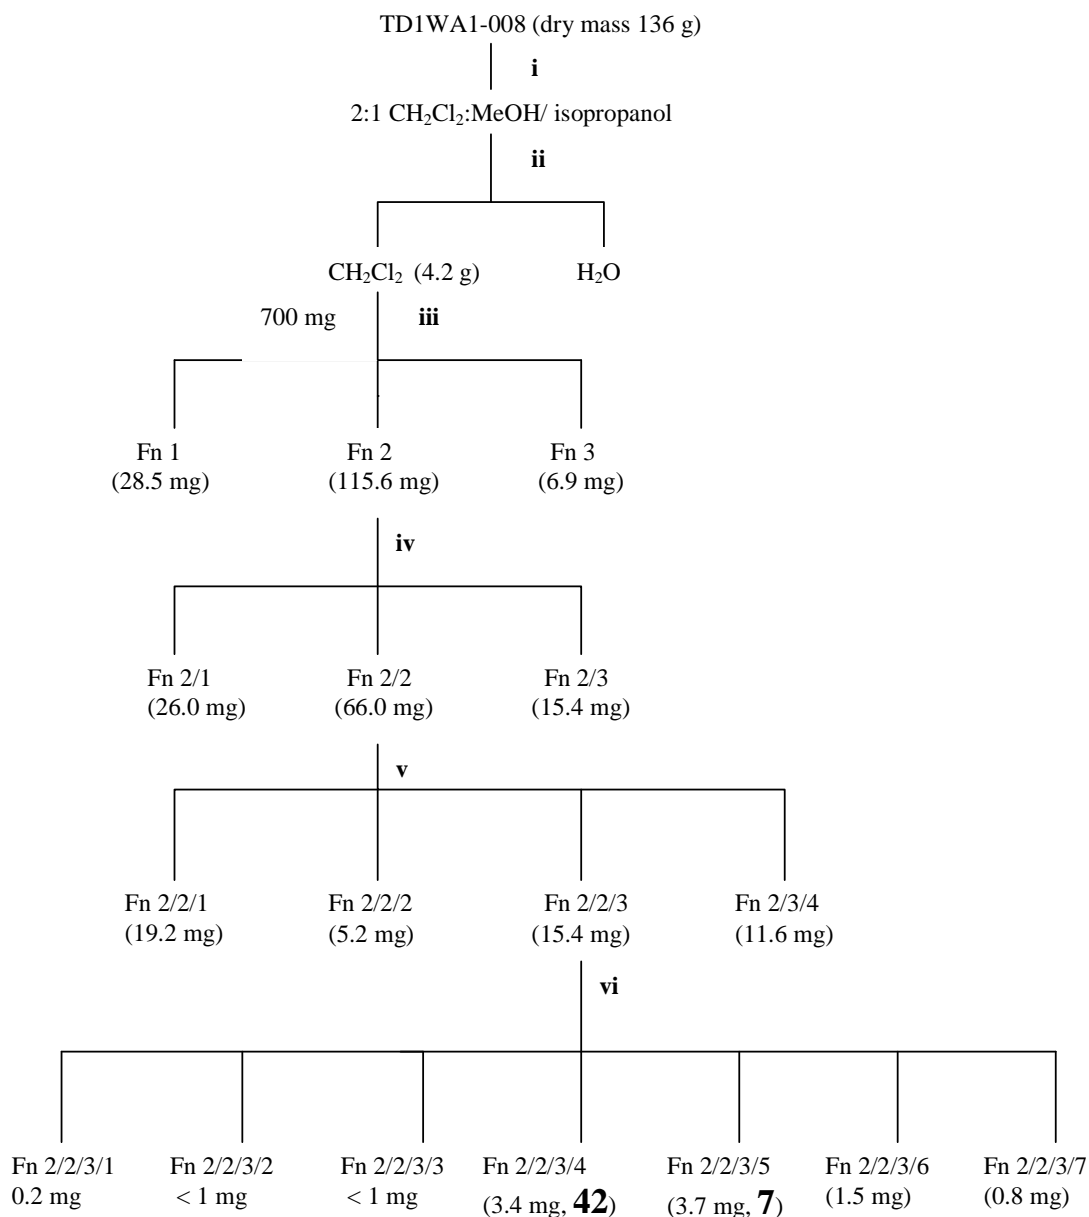 TD1WA1-008 (dry mass 136 g)
i
2:1 CH₂Cl₂:MeOH/ isopropanol
ii
CH₂Cl₂ (4.2 g) H₂O
700 mg iii
Fn 1 Fn 2 Fn 3
(28.5 mg) (115.6 mg) (6.9 mg)
iv
Fn 2/1 Fn 2/2 Fn 2/3
(26.0 mg) (66.0 mg) (15.4 mg)
v
Fn 2/2/1 Fn 2/2/2 Fn 2/2/3 Fn 2/3/4
(19.2 mg) (5.2 mg) (15.4 mg) (11.6 mg)
vi
Fn 2/2/3/1 Fn 2/2/3/2 Fn 2/2/3/3 Fn 2/2/3/4 Fn 2/2/3/5 Fn 2/2/3/6 Fn 2/2/3/7
0.2 mg < 1 mg < 1 mg (3.4 mg, 42) (3.7 mg, 7) (1.5 mg) (0.8 mg)